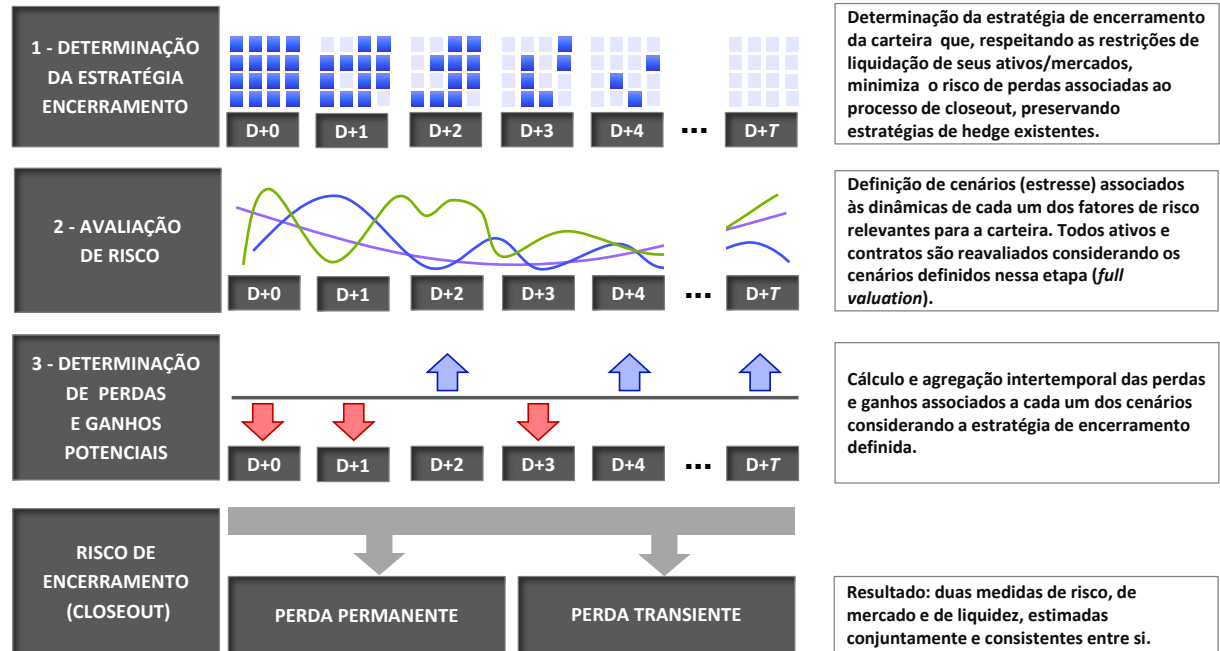 1 - DETERMINAÇÃO
DA ESTRATÉGIA
ENCERRAMENTO
D+0
D+1
D+2
D+3
D+4
...
D+T
Determinação da estratégia de encerramento
da carteira que, respeitando as restrições de
liquidação de seus ativos/mercados,
minimiza o risco de perdas associadas ao
processo de closeout, preservando
estratégias de hedge existentes.
2 - AVALIAÇÃO
DE RISCO
D+0
D+1
D+2
D+3
D+4
...
D+T
Definição de cenários (estresse) associados
às dinâmicas de cada um dos fatores de risco
relevantes para a carteira. Todos ativos e
contratos são reavaliados considerando os
cenários definidos nessa etapa (full
valuation).
3 - DETERMINAÇÃO
DE PERDAS
E GANHOS
POTENCIAIS
D+0
D+1
D+2
D+3
D+4
...
D+T
Cálculo e agregação intertemporal das perdas
e ganhos associados a cada um dos cenários
considerando a estratégia de encerramento
definida.
RISCO DE
ENCERRAMENTO
(CLOSEOUT)
PERDA PERMANENTE
PERDA TRANSIENTE
Resultado: duas medidas de risco, de
mercado e de liquidez, estimadas
conjuntamente e consistentes entre si.